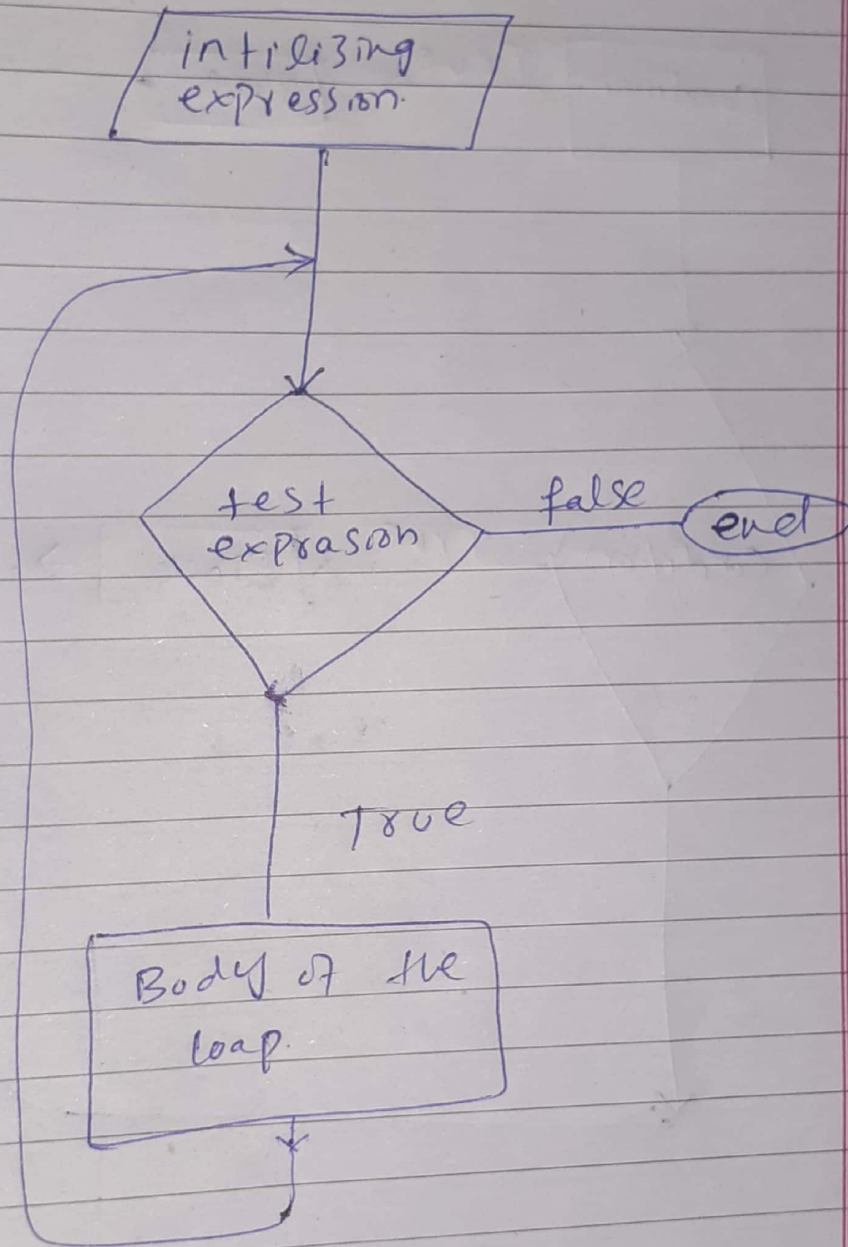 intilizing
expression.
test
exprasion
false
end
True
Body of the
loap.